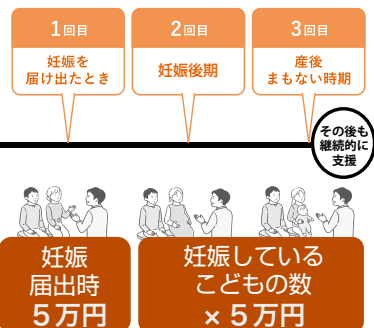 1回目
妊娠を
届け出たとき
2回目
妊娠後期
3回目
産後
まもない時期
その後も
継続的に
支援
妊娠
届出時
５万円
妊娠している
こどもの数
×５万円